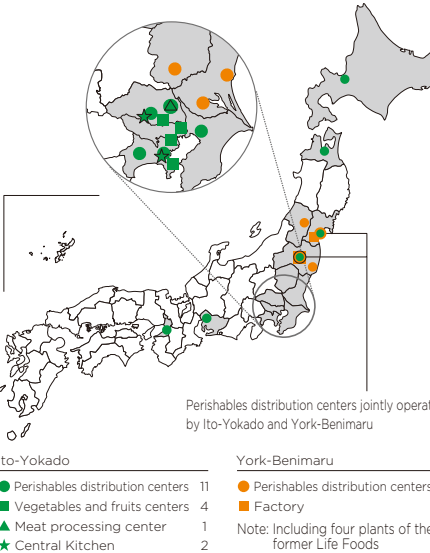 Perishables distribution centers jointly operat
by Ito-Yokado and York-Benimaru
to-Yokado
Perishables distribution centers 11
Vegetables and fruits centers 4
Meat processing center 1
Central Kitchen 2
York-Benimaru
Perishables distribution centers
Factory
Note: Including four plants of the
former Life Foods